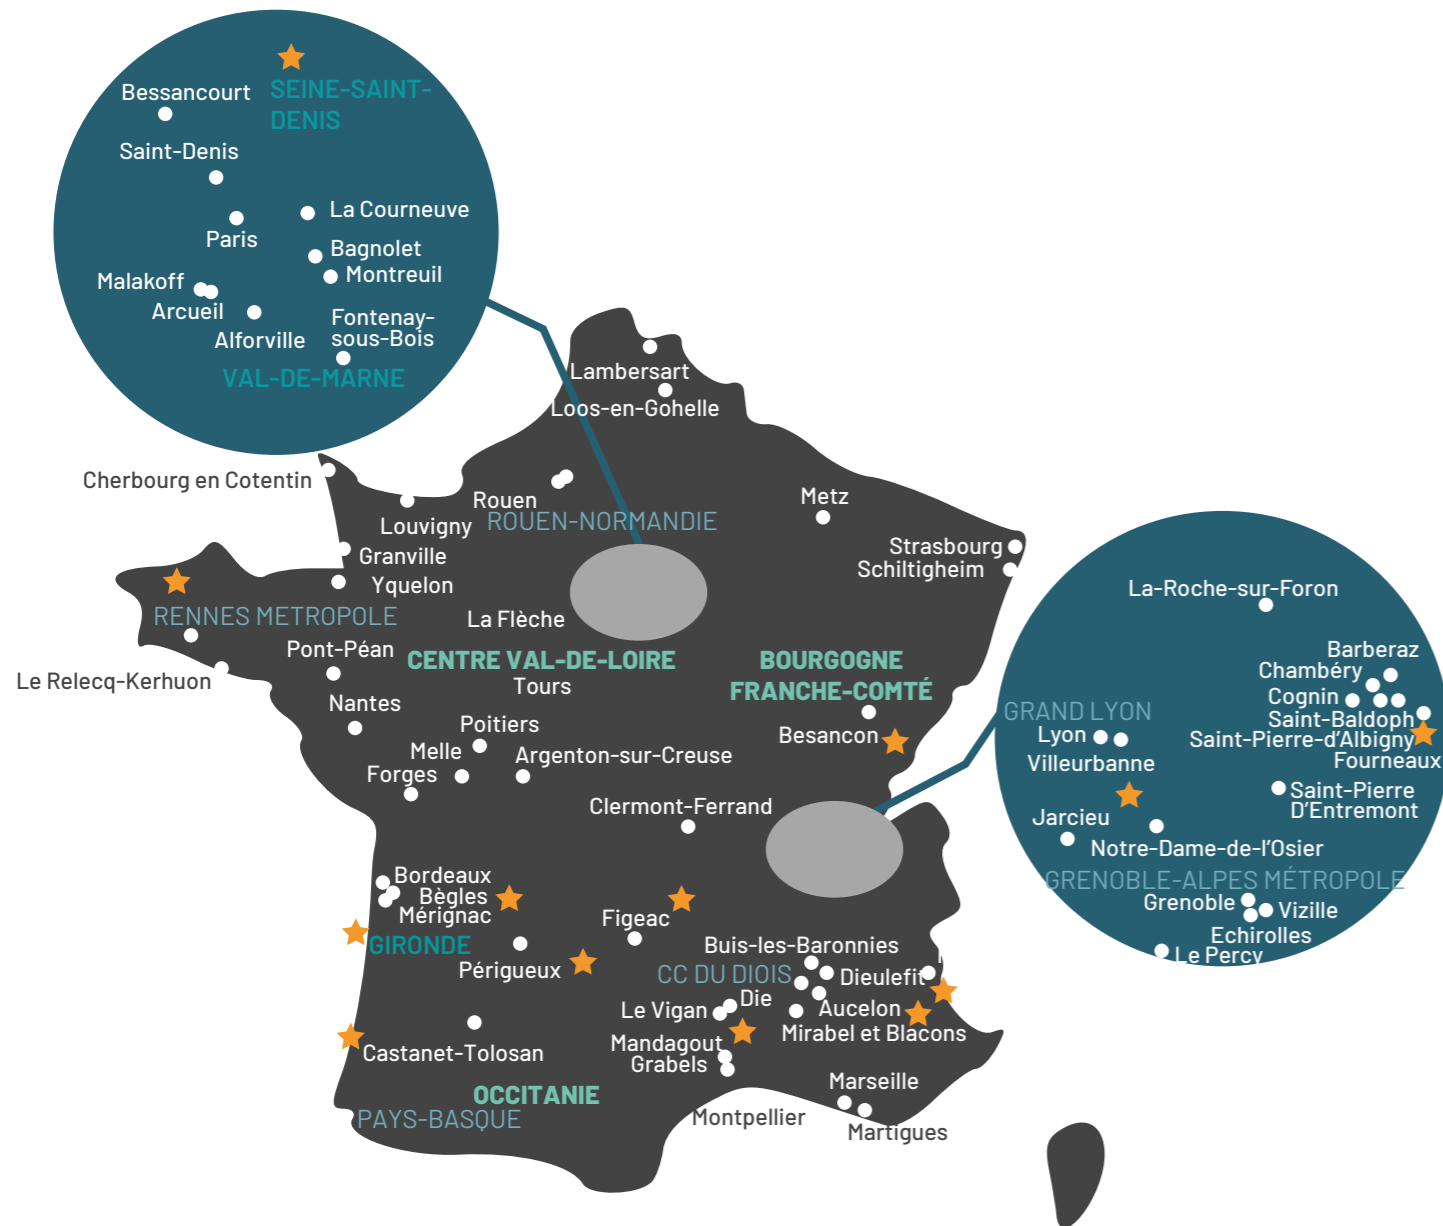 SEINE-SAINT-
DENIS
Bessancourt
Saint-Denis
La Courneuve
Paris
Bagnolet
Montreuil
Malakoff
Arcueil
Fontenay-
sous-Bois
Alforville
VAL-DE-MARNE
Lambersart
Loos-en-Gohelle
Cherbourg en Cotentin
Rouen
Louvigny
ROUEN-NORMANDIE
Metz
Granville
Strasbourg
Schiltigheim
Yquelon
RENNES METROPOLE
La Flèche
Pont-Péan
CENTRE VAL-DE-LOIRE
BOURGOGNE
FRANCHE-COMTÉ
Le Relecq-Kerhuon
Tours
Nantes
Poitiers
Besancon
Melle
Argenton-sur-Creuse
Forges
Clermont-Ferrand
La-Roche-sur-Foron
Barberaz
Chambéry
Cognin
GRAND LYON
Saint-Baldoph
Lyon
Saint-Pierre-d'Albigny
Villeurbanne
Fourneaux
Saint-Pierre
D'Entremont
Jarcieu
Notre-Dame-de-l'Osier
GRENOBLE-ALPES MÉTROPOLE
Grenoble
Vizille
Echirolles
Le Percy
Bordeaux
Bègles
Mérignac
Figeac
GIRONDE
Périgueux
Buis-les-Baronnies
CC DU DIOIS
Dieulefit
Die
Le Vigan
Aucelon
Mirabel et Blacons
Mandagout
Grabels
Castanet-Tolosan
OCCITANIE
PAYS-BASQUE
Marseille
Montpellier
Martigues